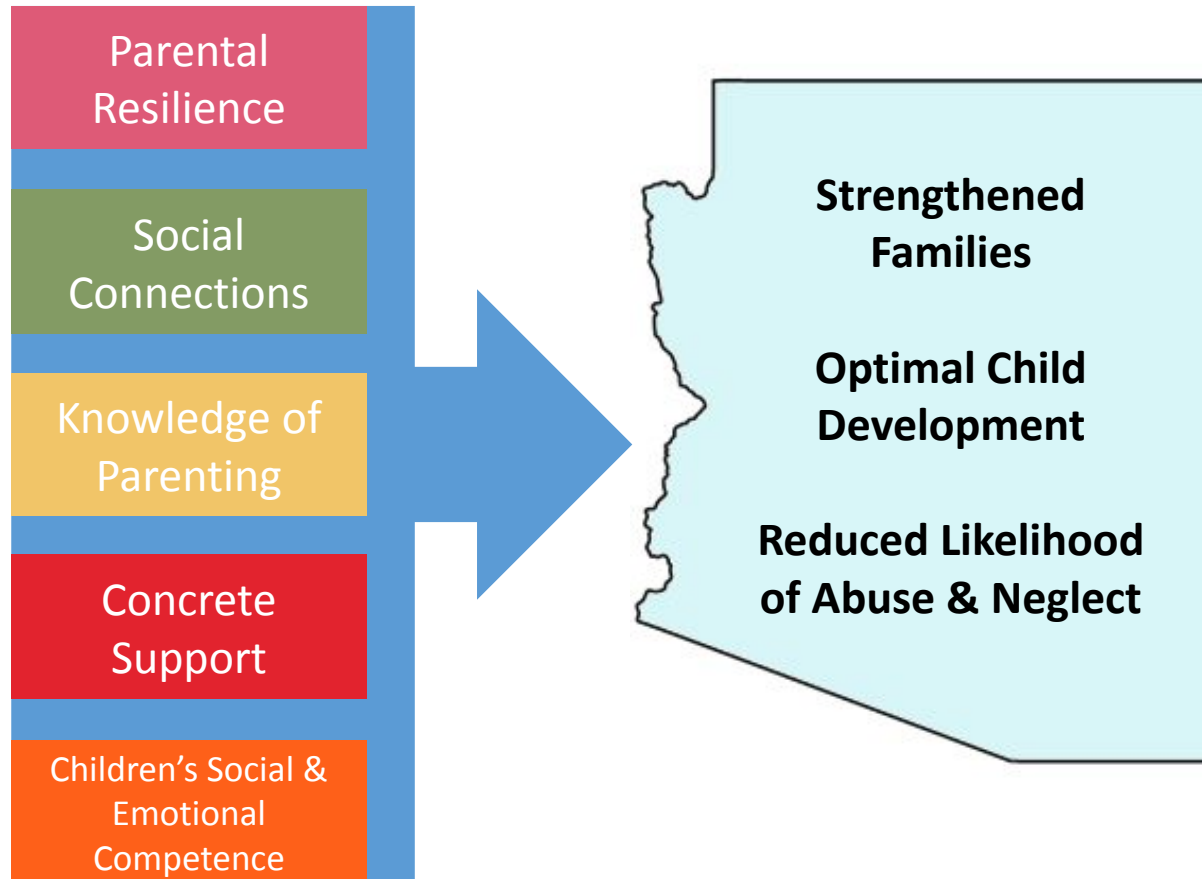 Parental
Resilience
Social
Connections
Knowledge of
Parenting
Concrete
Support
Children’s Social &
Emotional
Competence
Strengthened
Families
Optimal Child
Development
Reduced Likelihood
of Abuse & Neglect